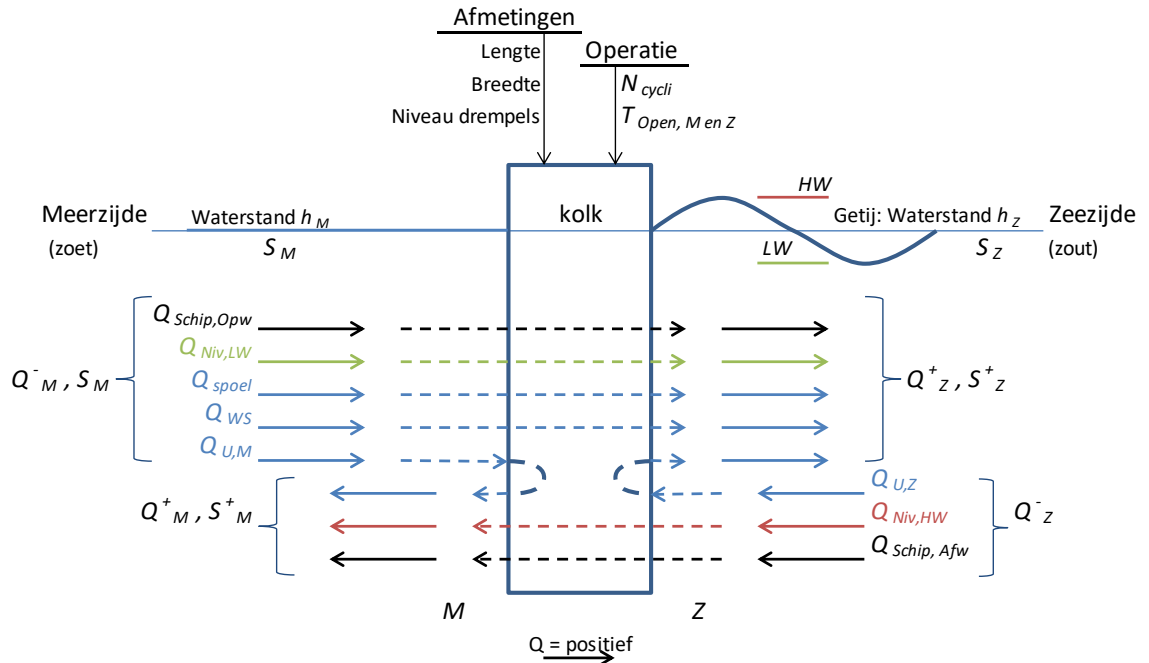 Afmetingen
Lengte
Breedte
Niveau drempels
Operatie
N cycli
T Open, M en Z
Meerzijde
(zoet)
Waterstand h M
S M
kolk
HW
LW
Getij: Waterstand h Z
S Z
Zeezijde
(zout)
Q Schip,Opw
Q Niv,LW
Q spoel
Q WS
Q U,M
Q - M , S M
Q + Z , S + Z
Q + M , S + M
Q U,Z
Q Niv,HW
Q Schip, Afw
Q - Z
M
Z
Q = positief